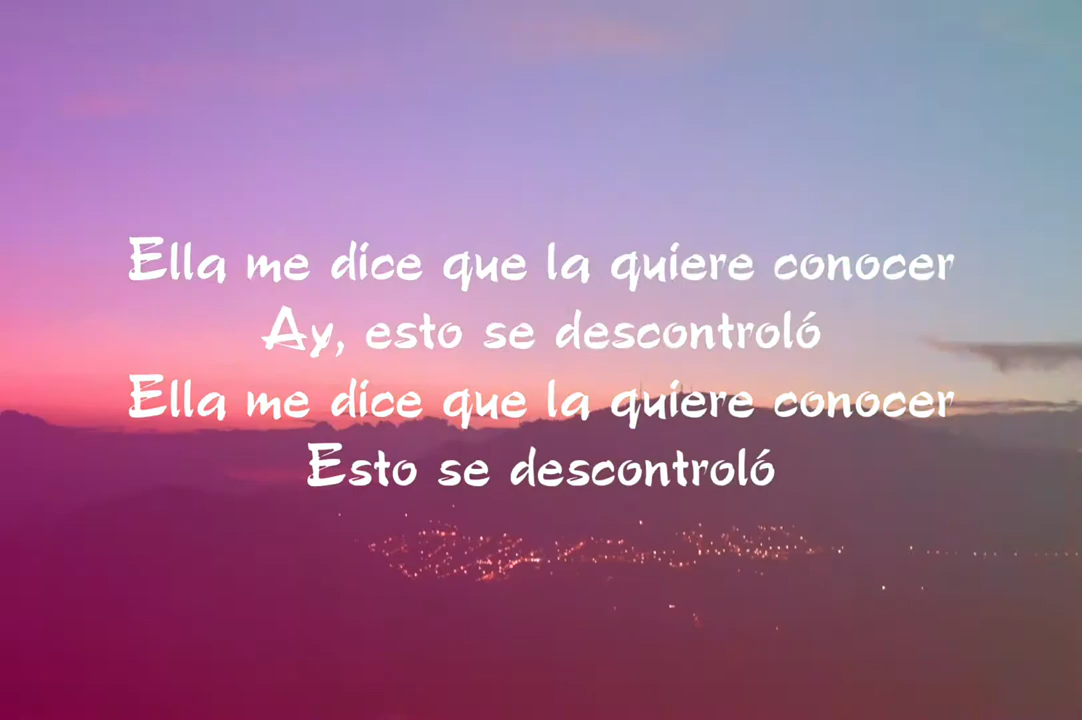 Ella me dice que la quiere conocer
Ay, esto se descontroló
Ella me dice que la quiere conocer
Esto se descontroló